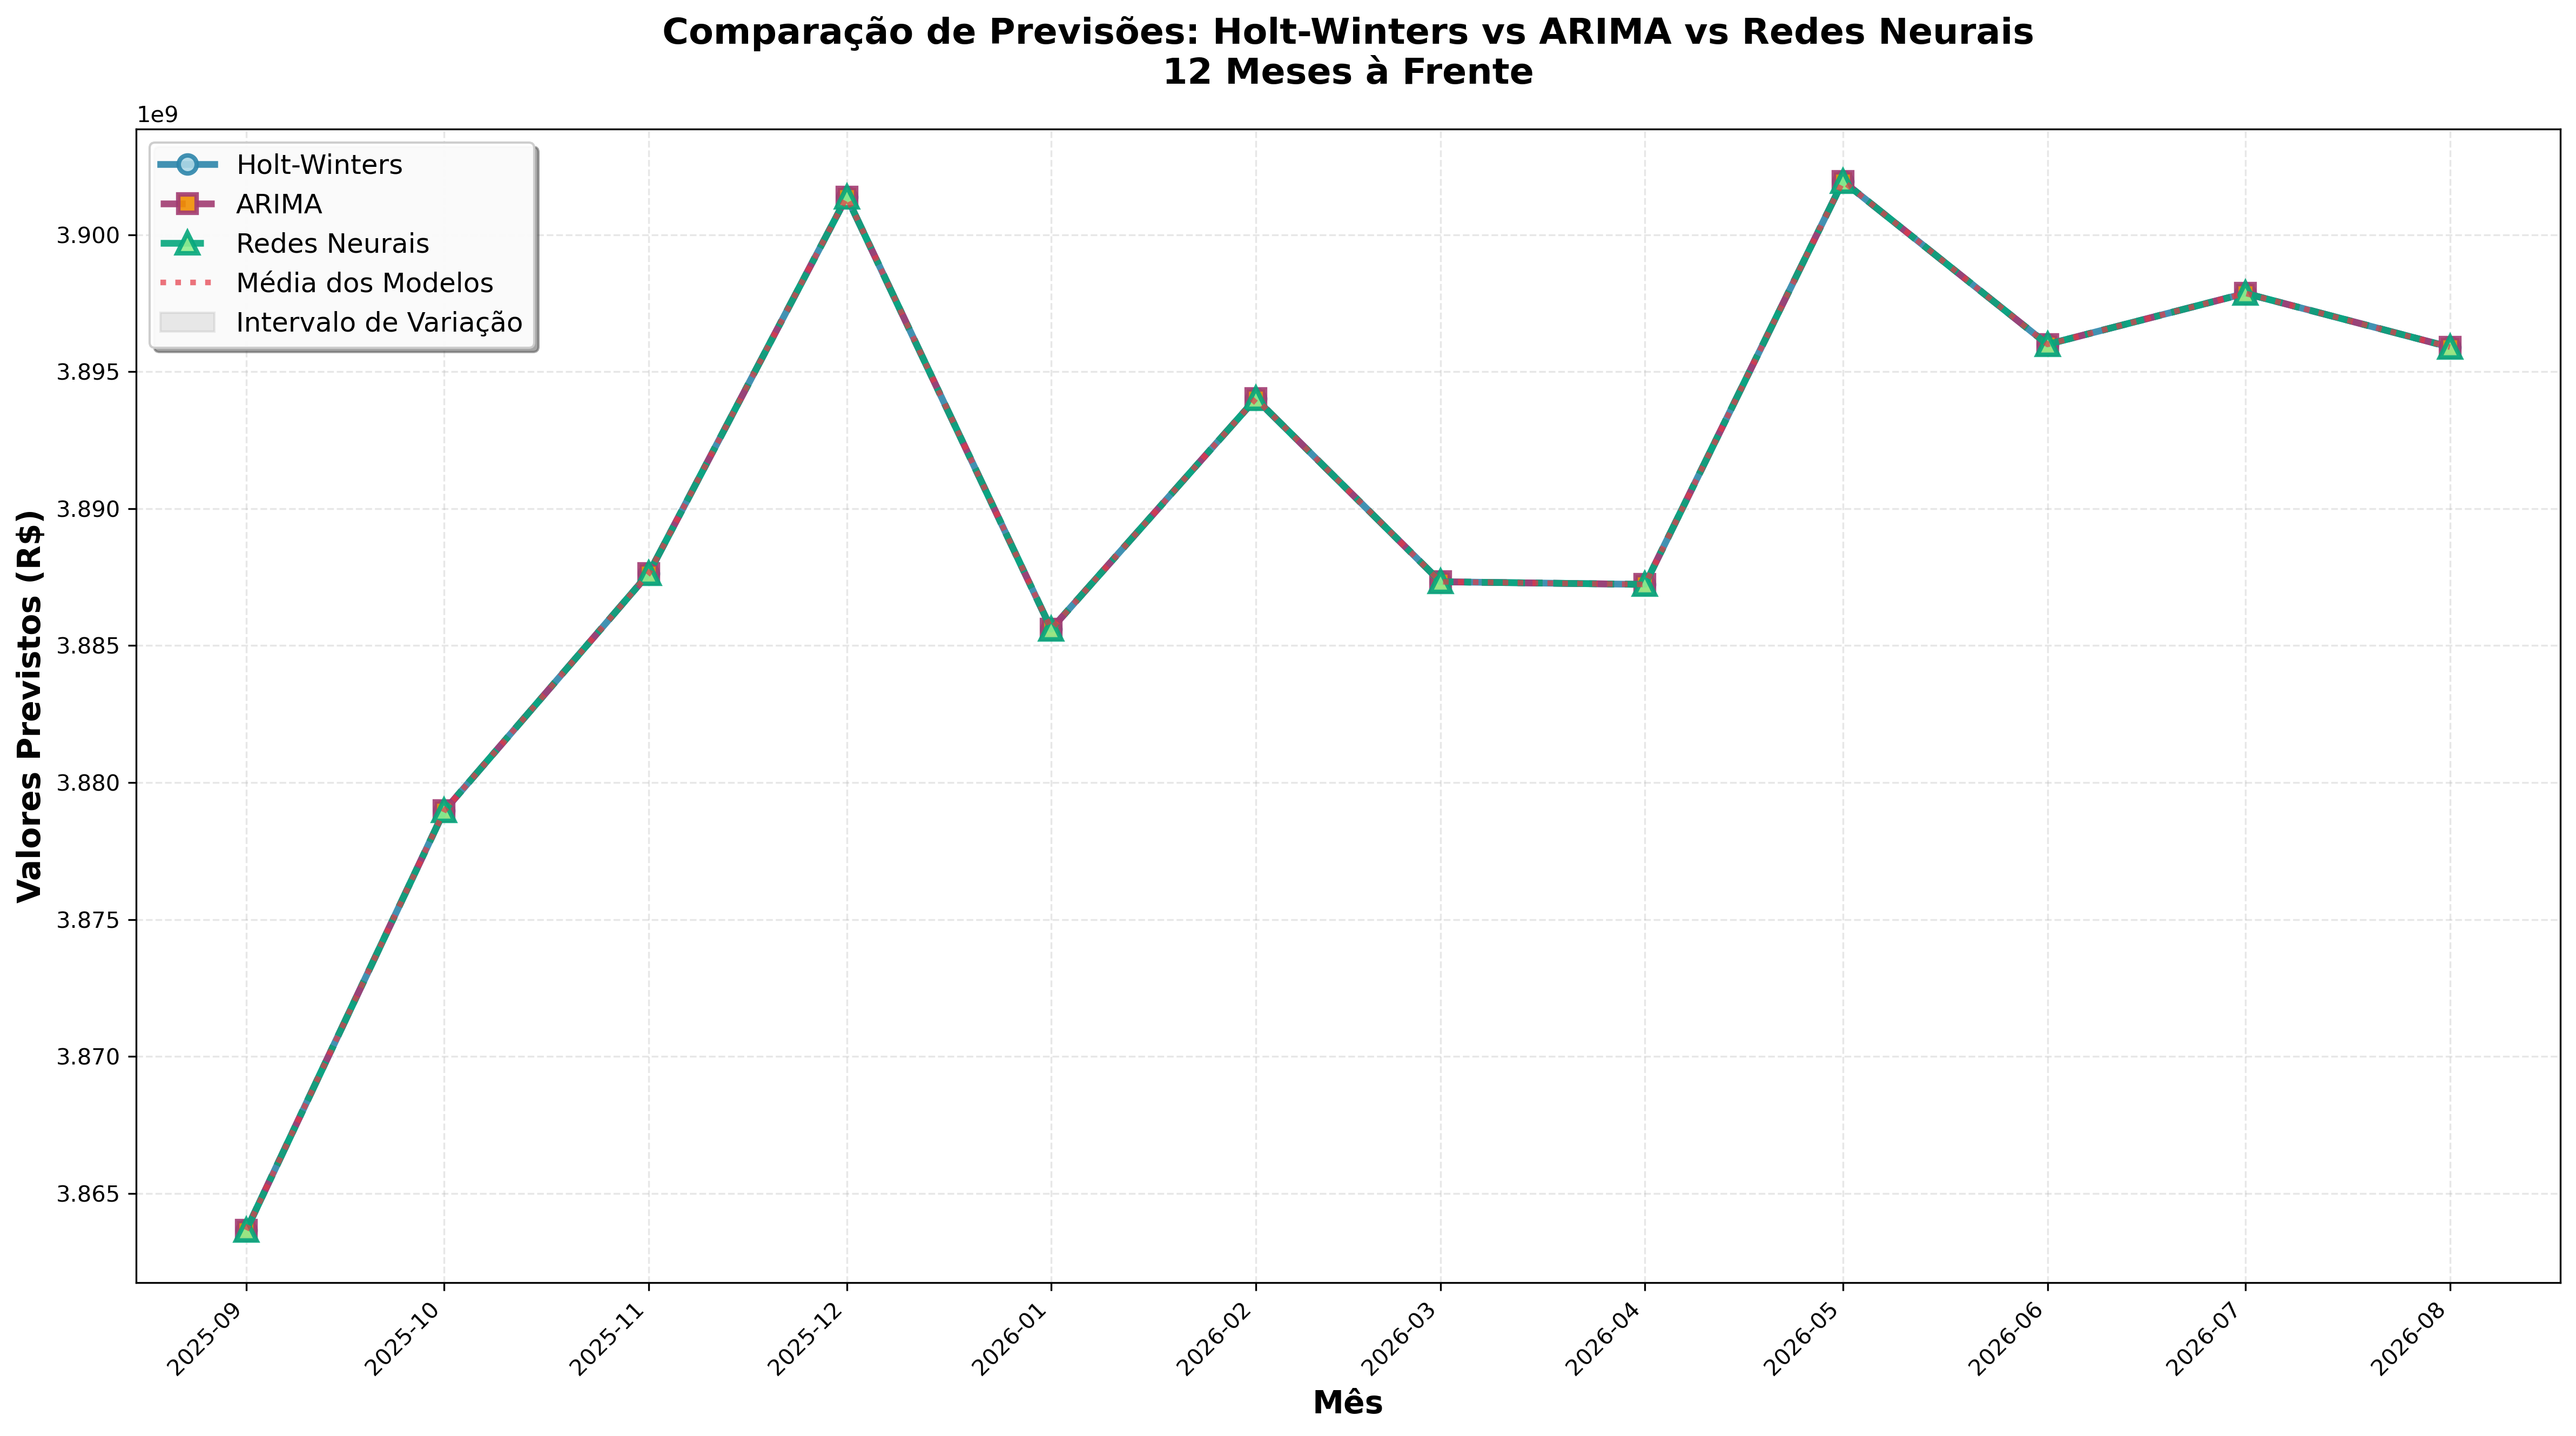 Comparação de Previsões: Holt-Winters vs ARIMA vs Redes Neurais
12 Meses à Frente
1e9
Holt-Winters
ARIMA
Redes Neurais
Média dos Modelos
Intervalo de Variação
3.900
3.895
3.890
3.885
3.880
3.875
3.870
3.865
Valores Previstos (R$)
2025-09
2025-10
2025-11
2025-12
2026-01
2026-02
2026-03
2026-04
2026-05
2026-06
2026-07
2026-08
Mês